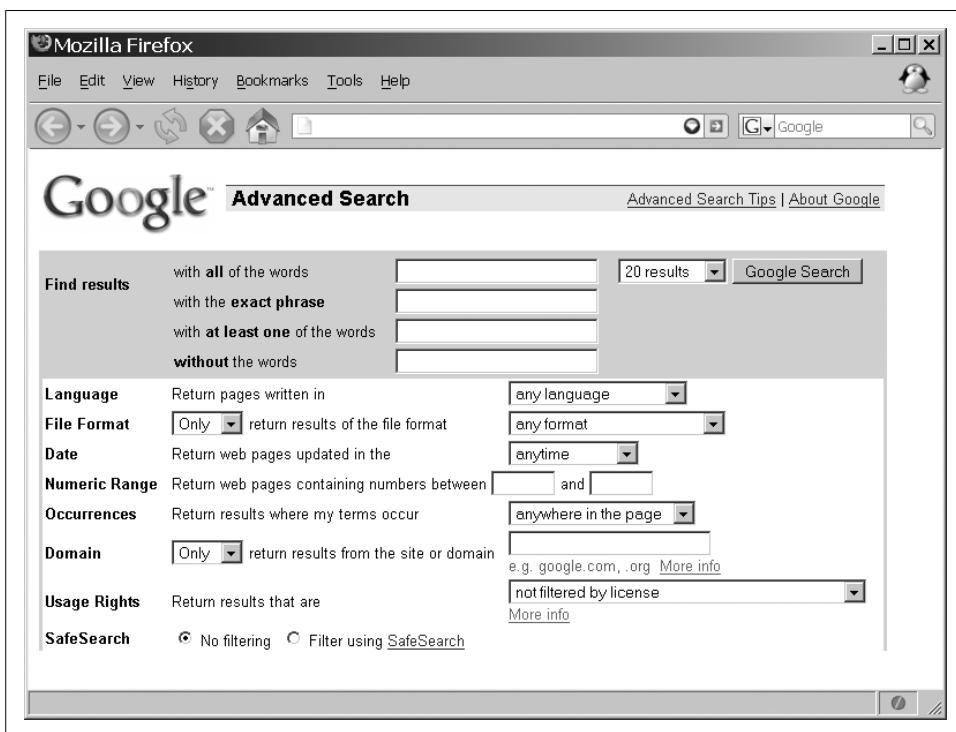 Mozilla Firefox
File Edit View History Bookmarks Tools Help
G Google
Google™ Advanced Search Advanced Search Tips | About Google
Find results with all of the words 20 results Google Search
with the exact phrase
with at least one of the words
without the words
Language Return pages written in any language
File Format Only return results of the file format any format
Date Return web pages updated in the anytime
Numeric Range Return web pages containing numbers between and
Occurrences Return results where my terms occur anywhere in the page
Domain Only return results from the site or domain
e.g. google.com, .org More info
Usage Rights Return results that are not filtered by license
More info
SafeSearch No filtering Filter using SafeSearch